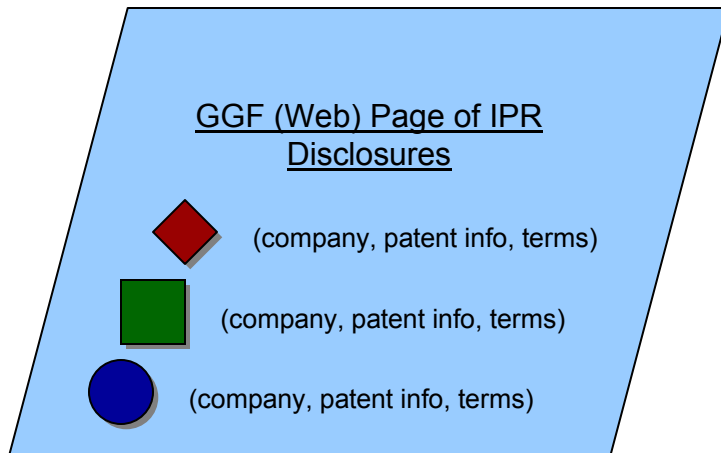 GGF (Web) Page of IPR
Disclosures
(company, patent info, terms)
(company, patent info, terms)
(company, patent info, terms)